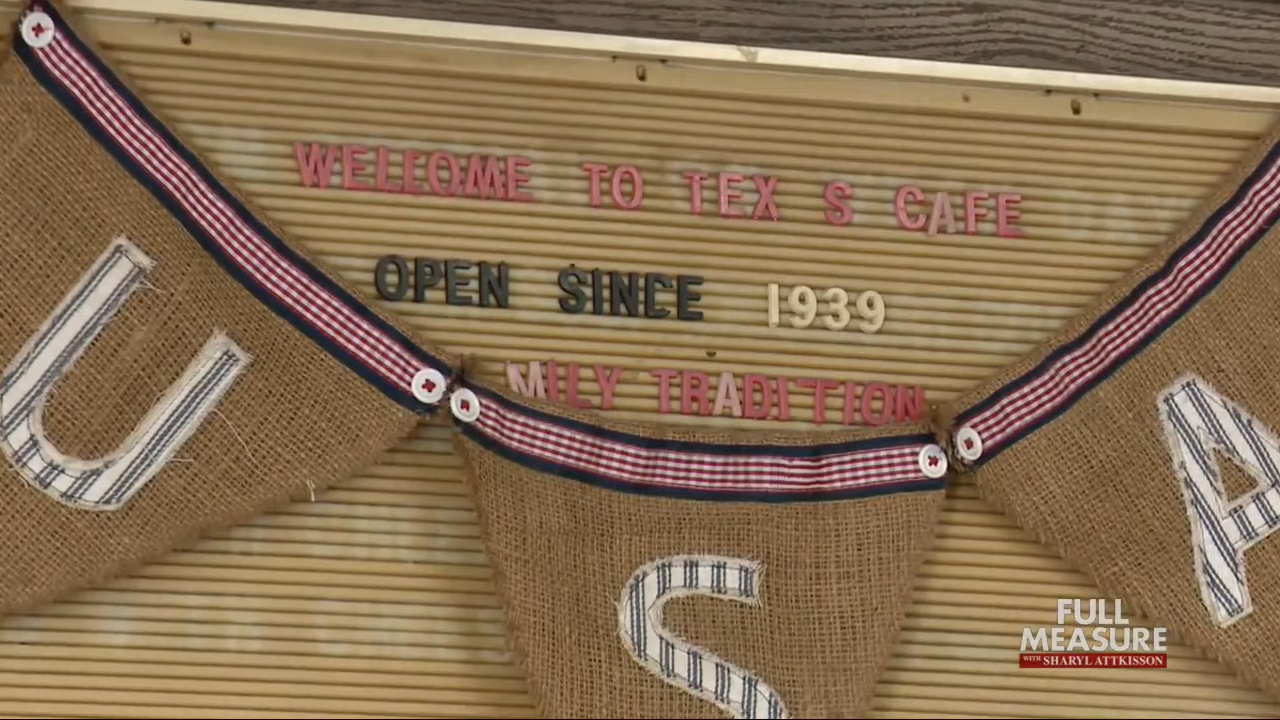 WELCOME TO TEX S CAFE
OPEN SINCE 1939
MILY TRADITION
U
S
A
FULL
MEASURE
WITH SHARYL ATTKISSON